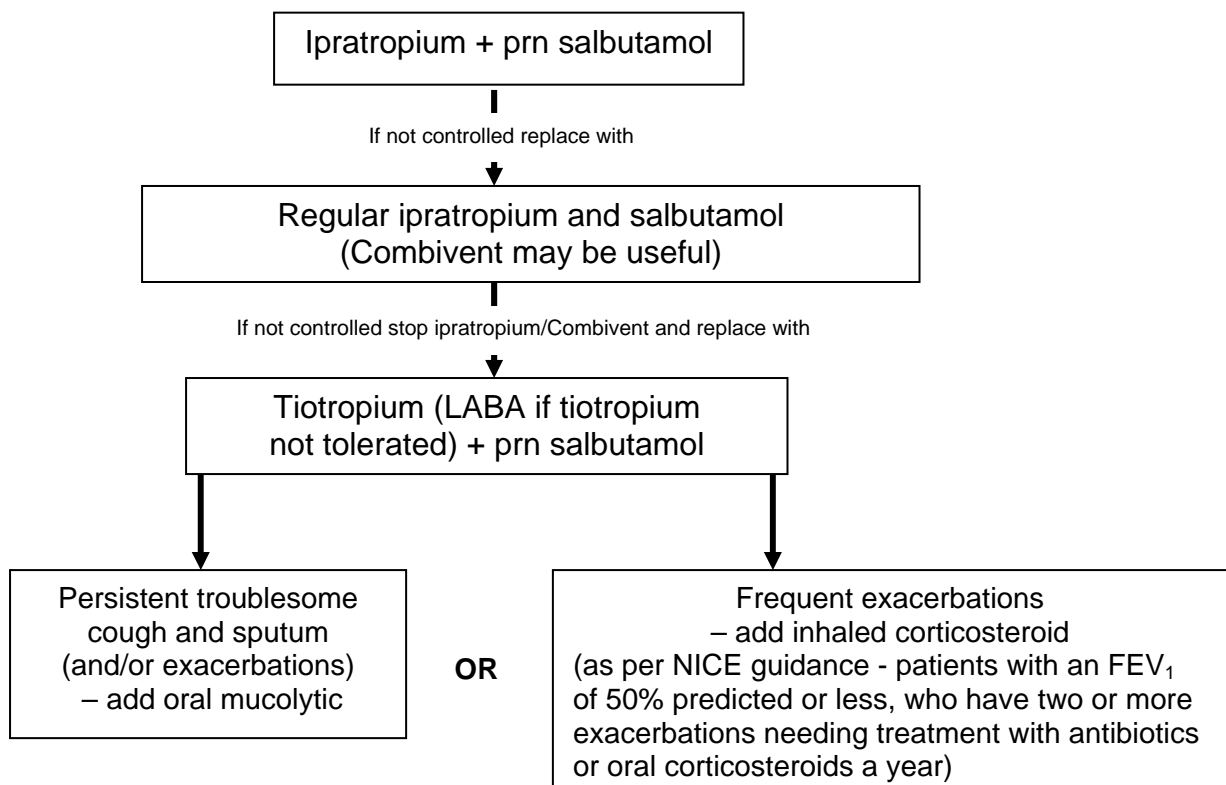 Ipratropium + prn salbutamol
If not controlled replace with
Regular ipratropium and salbutamol
(Combivent may be useful)
If not controlled stop ipratropium/Combivent and replace with
Tiotropium (LABA if tiotropium
not tolerated) + prn salbutamol
Persistent troublesome
cough and sputum
(and/or exacerbations)
– add oral mucolytic
OR
Frequent exacerbations
– add inhaled corticosteroid
(as per NICE guidance - patients with an FEV₁
of 50% predicted or less, who have two or more
exacerbations needing treatment with antibiotics
or oral corticosteroids a year)